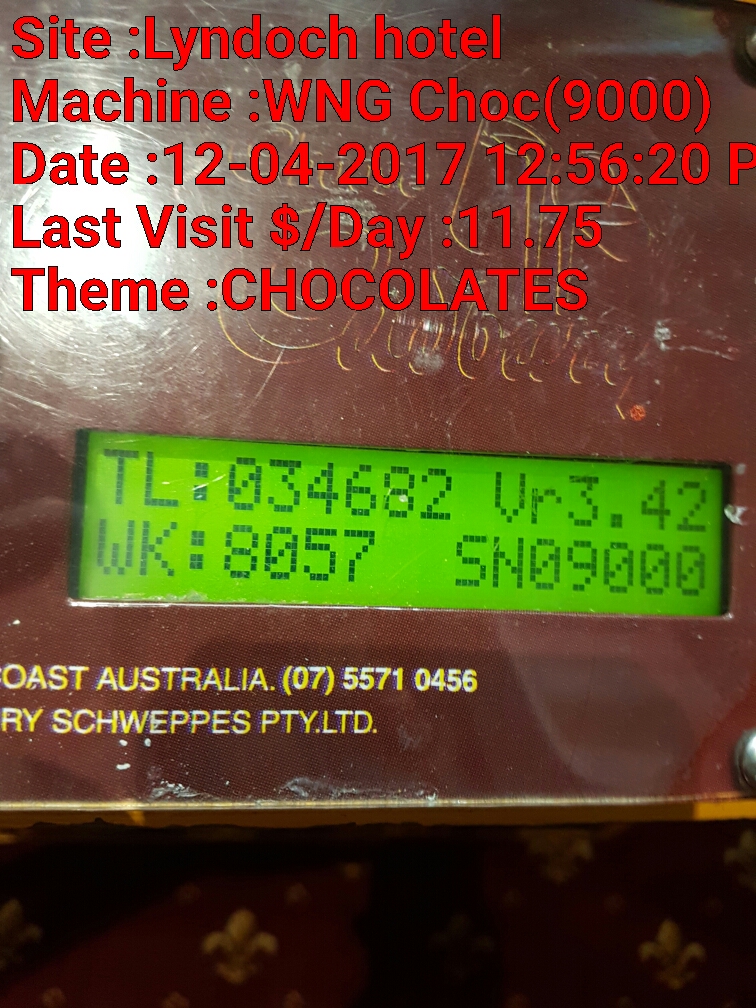 Site :Lyndoch hotel
Machine :WNG Choc(9000)
Date :12-04-2017 12:56:20 P
Last Visit $/Day :11.75
Theme :CHOCOLATES
TL:034682 Vr3.42
WK:8057 SN09000
OAST AUSTRALIA. (07) 5571 0456
RY SCHWEPPES PTY.LTD.